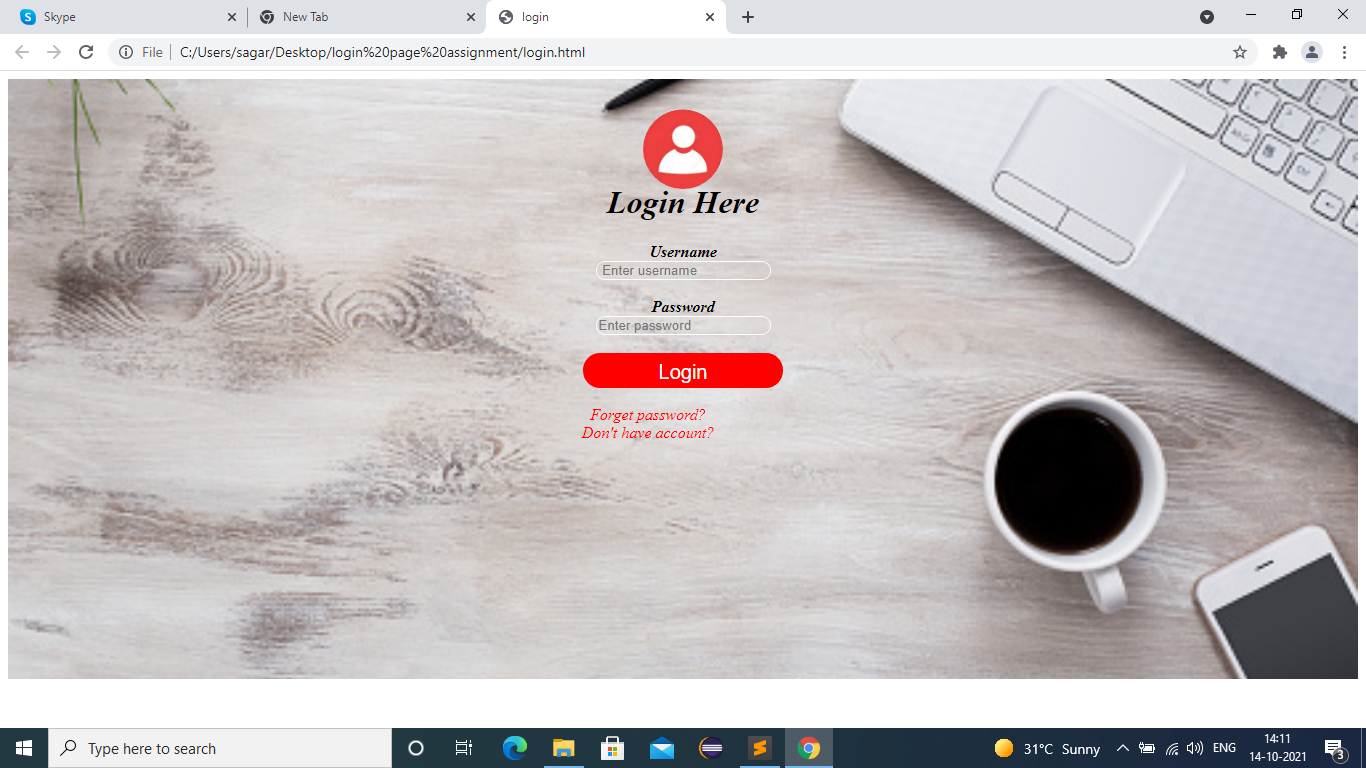 Skype
New Tab
login
File
C:/Users/sagar/Desktop/login%20page%20assignment/login.html
Login Here
Username
Enter username
Password
Enter password
Login
Forget password?
Don't have account?
Type here to search
31°C Sunny
ENG
14:11
14-10-2021
3